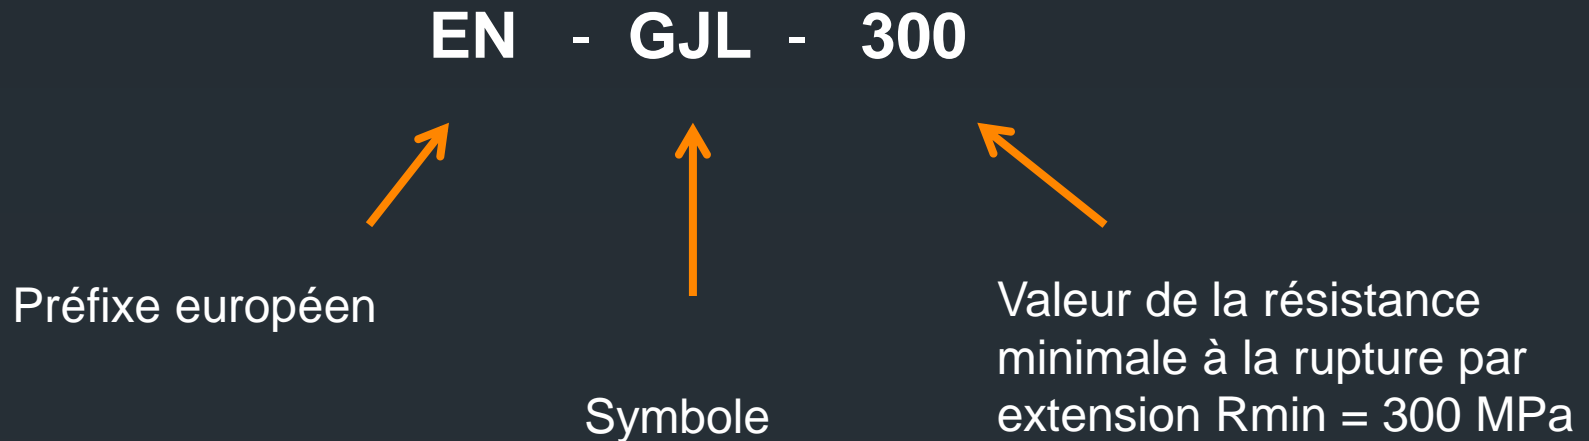 EN - GJL - 300
Préfixe européen
Symbole
Valeur de la résistance
minimale à la rupture par
extension Rmin = 300 MPa